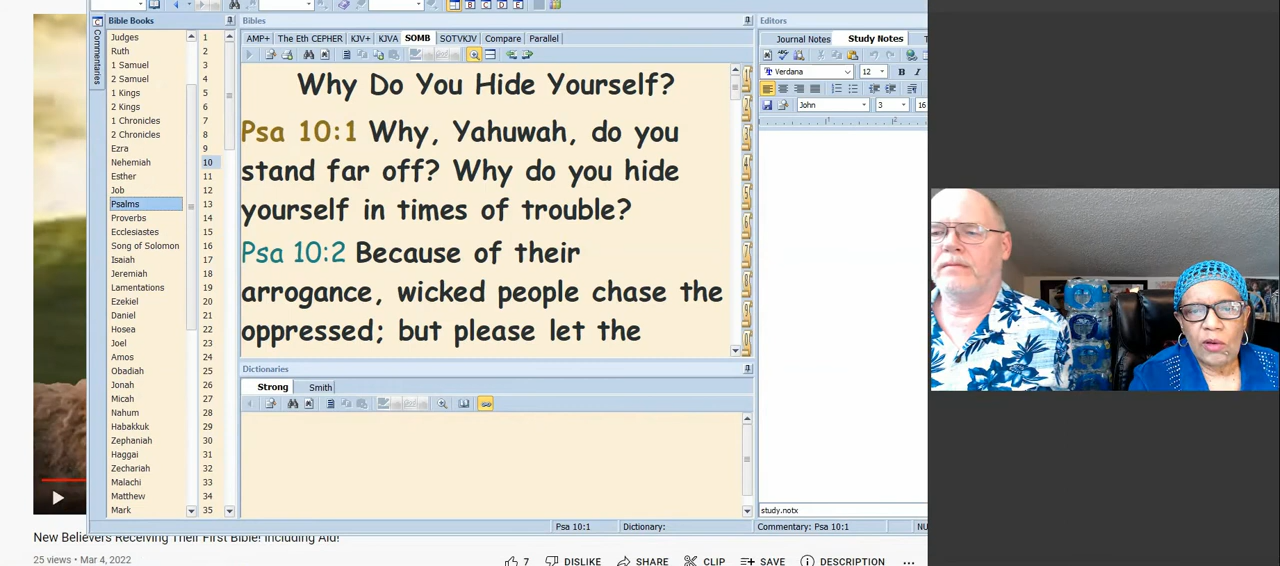 Bible Books
Bibles
Editors
Commentaries
AMP+ The Eth CEPHER KJV+ KJVA SOMB SOTVKJV Compare Parallel
Journal Notes Study Notes
Verdana 12 B I
John 3 16
Judges 1
Ruth 2
1 Samuel 3
2 Samuel 4
1 Kings 5
2 Kings 6
1 Chronicles 7
2 Chronicles 8
Ezra 9
Nehemiah 10
Esther 11
Job 12
Psalms 13
Proverbs 14
Ecclesiastes 15
Song of Solomon 16
Isaiah 17
Jeremiah 18
Lamentations 19
Ezekiel 20
Daniel 21
Hosea 22
Joel 23
Amos 24
Obadiah 25
Jonah 26
Micah 27
Nahum 28
Habakkuk 29
Zephaniah 30
Haggai 31
Zechariah 32
Malachi 33
Matthew 34
Mark 35
Why Do You Hide Yourself?
Psa 10:1 Why, Yahuwah, do you
stand far off? Why do you hide
yourself in times of trouble?
Psa 10:2 Because of their
arrogance, wicked people chase the
oppressed; but please let the
Dictionaries
Strong Smith
study.notx
Psa 10:1 Dictionary: Commentary: Psa 10:1 NU
New Believers Receiving Their First Bible! Including Aid!
25 views • Mar 4, 2022
7 DISLIKE SHARE CLIP SAVE DESCRIPTION